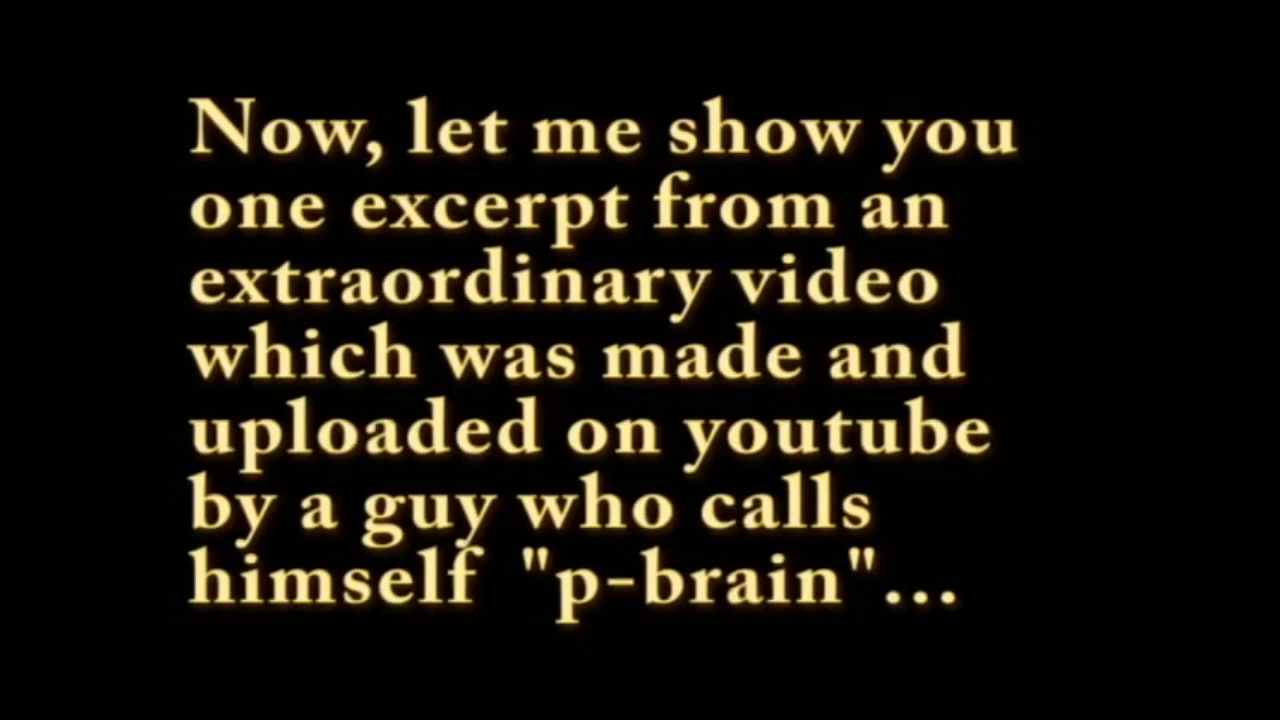 Now, let me show you
one excerpt from an
extraordinary video
which was made and
uploaded on youtube
by a guy who calls
himself "p-brain"...